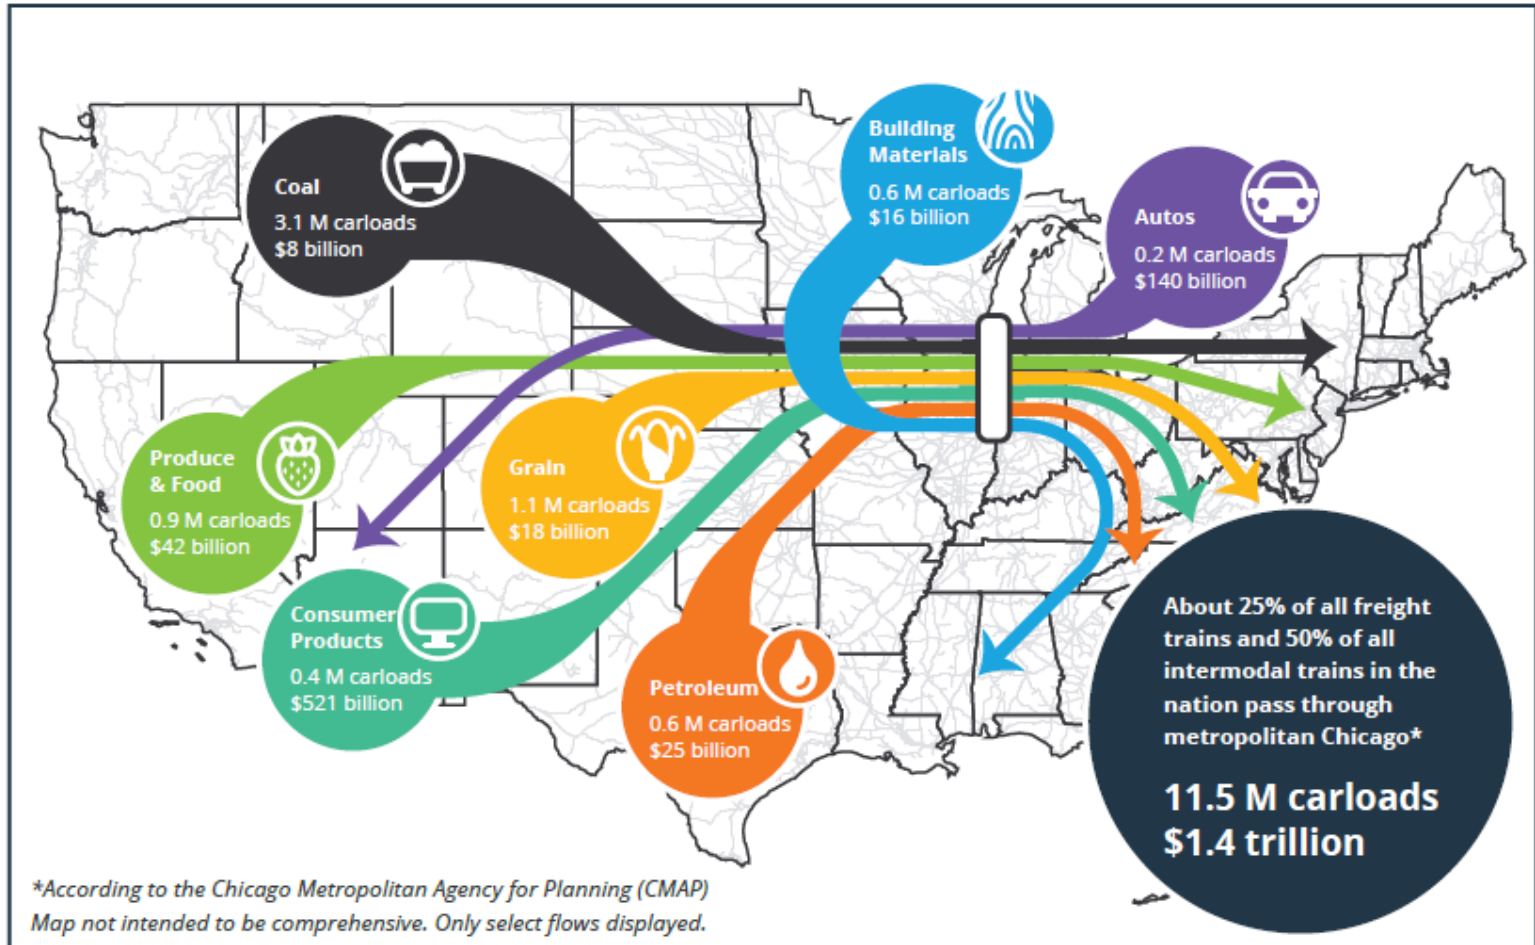 Coal
3.1 M carloads
$8 billion
Building
Materials
0.6 M carloads
$16 billion
Autos
0.2 M carloads
$140 billion
Produce
& Food
0.9 M carloads
$42 billion
Grain
1.1 M carloads
$18 billion
Consumer
Products
0.4 M carloads
$521 billion
Petroleum
0.6 M carloads
$25 billion
About 25% of all freight
trains and 50% of all
intermodal trains in the
nation pass through
metropolitan Chicago*
11.5 M carloads
$1.4 trillion
*According to the Chicago Metropolitan Agency for Planning (CMAP)
Map not intended to be comprehensive. Only select flows displayed.